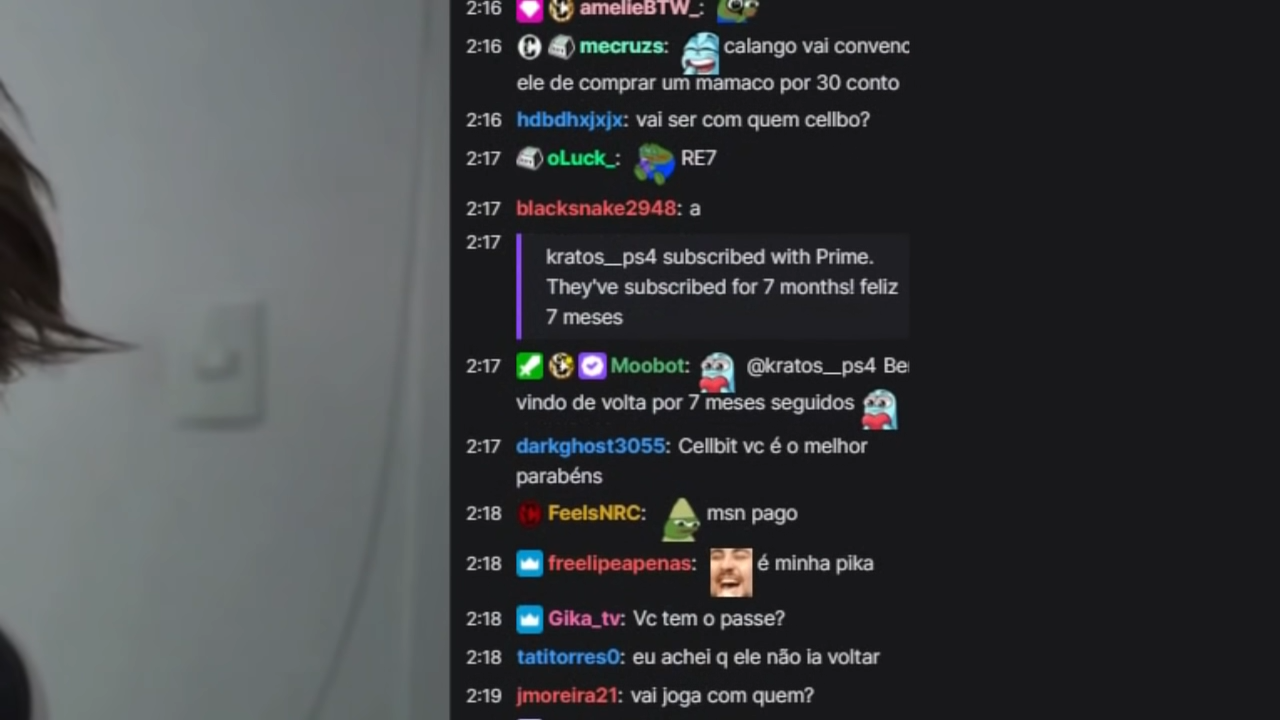 2:16 amelieBTW_:
2:16 mecruzs: calango vai convenc
ele de comprar um mamaco por 30 conto
2:16 hdbdhxjxjx: vai ser com quem cellbo?
2:17 oLuck_: RE7
2:17 blacksnake2948: a
2:17
kratos__ps4 subscribed with Prime.
They've subscribed for 7 months! feliz
7 meses
2:17 Moobot: @kratos__ps4 Be
vindo de volta por 7 meses seguidos
2:17 darkghost3055: Cellbit vc é o melhor
parabéns
2:18 FeelsNRC: msn pago
2:18 freelipeapenas: é minha pika
2:18 Gika_tv: Vc tem o passe?
2:18 tatitorres0: eu achei q ele não ia voltar
2:19 jmoreira21: vai joga com quem?